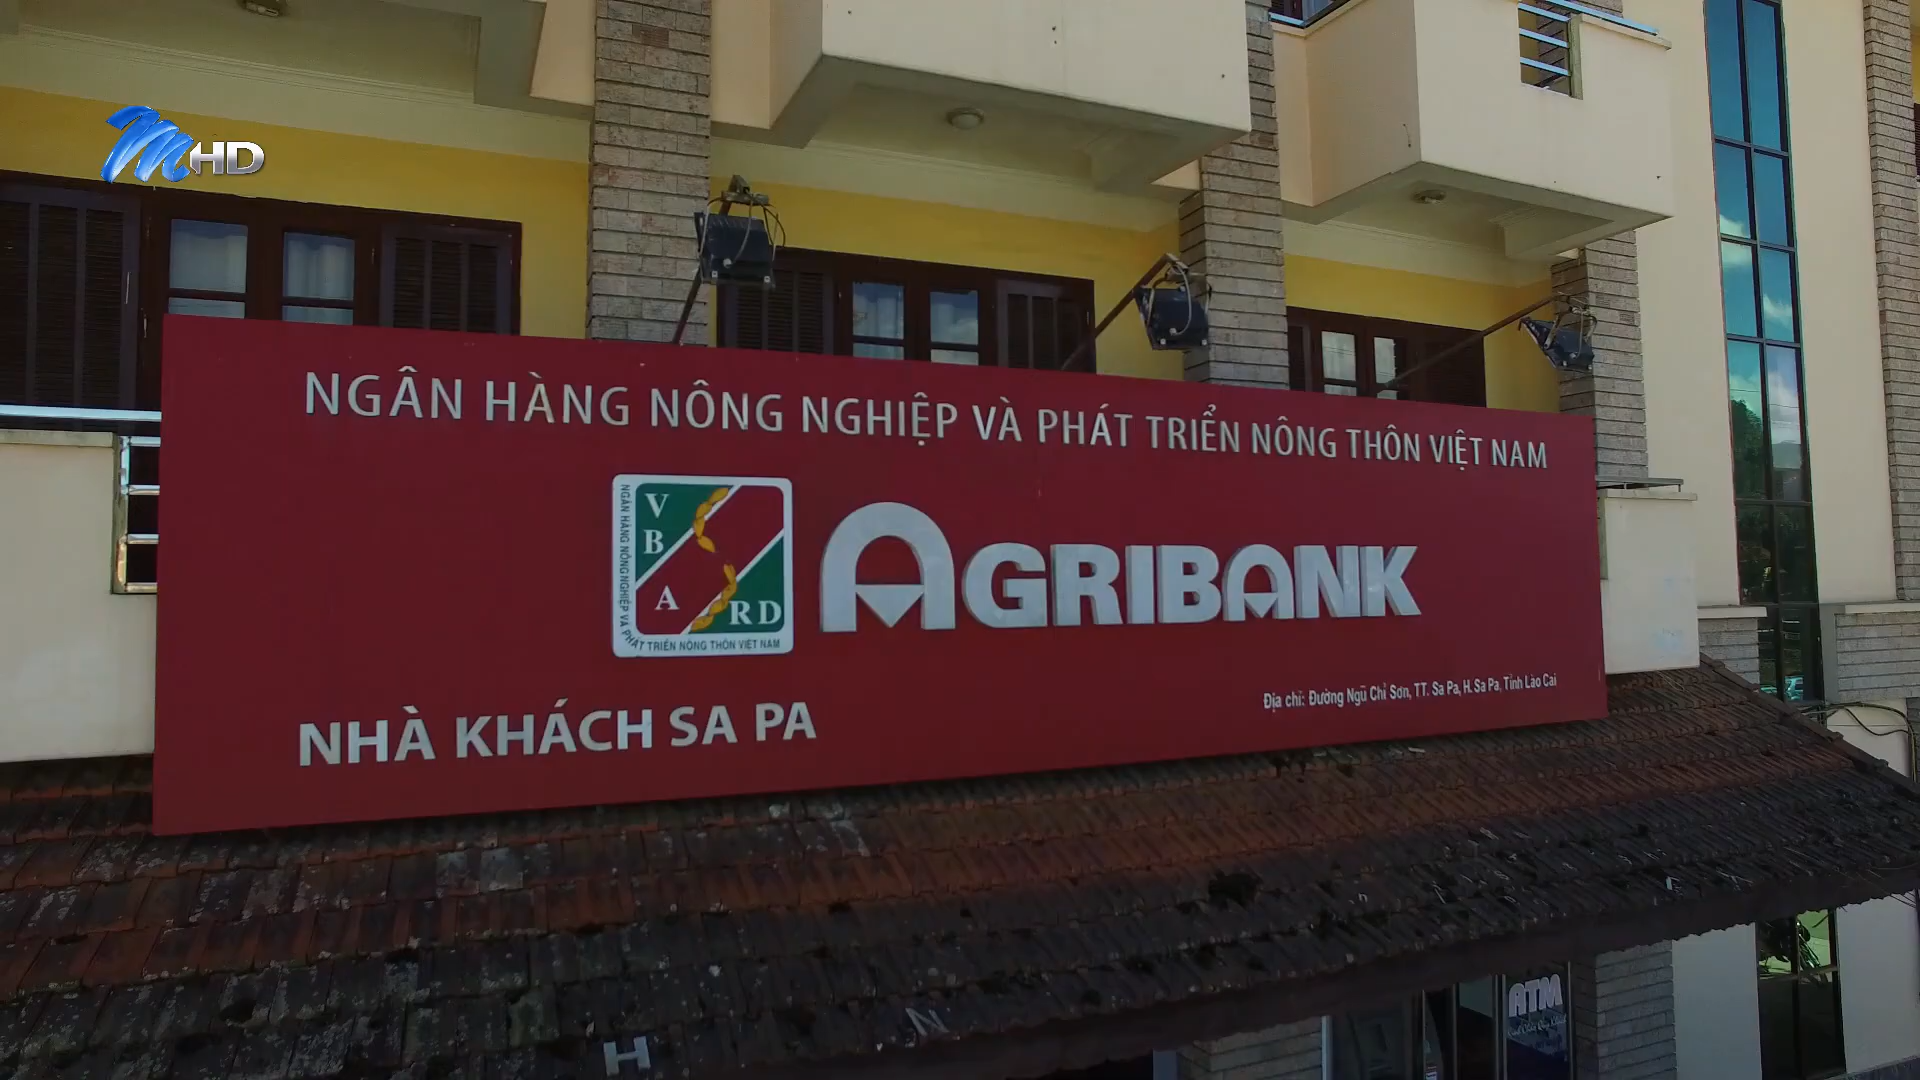 HD
NGÂN HÀNG NÔNG NGHIỆP VÀ PHÁT TRIỂN NÔNG THÔN VIỆT NAM
VBARD
NGÂN HÀNG NÔNG NGHIỆP VÀ PHÁT TRIỂN NÔNG THÔN VIỆT NAM
AGRIBANK
NHÀ KHÁCH SA PA
Địa chỉ: Đường Ngũ Chỉ Sơn, TT. Sa Pa, H. Sa Pa, Tỉnh Lào Cai
ATM
H N